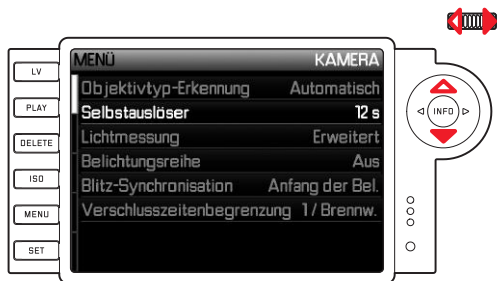 LV
PLAY
DELETE
ISO
MENU
SET
MENÜ KAMERA
Objektivtyp-Erkennung Automatisch
Selbstauslöser 12 s
Lichtmessung Erweitert
Belichtungsreihe Aus
Blitz-Synchronisation Anfang der Bel.
Verschlusszeitenbegrenzung 1/Brennw.
INFO